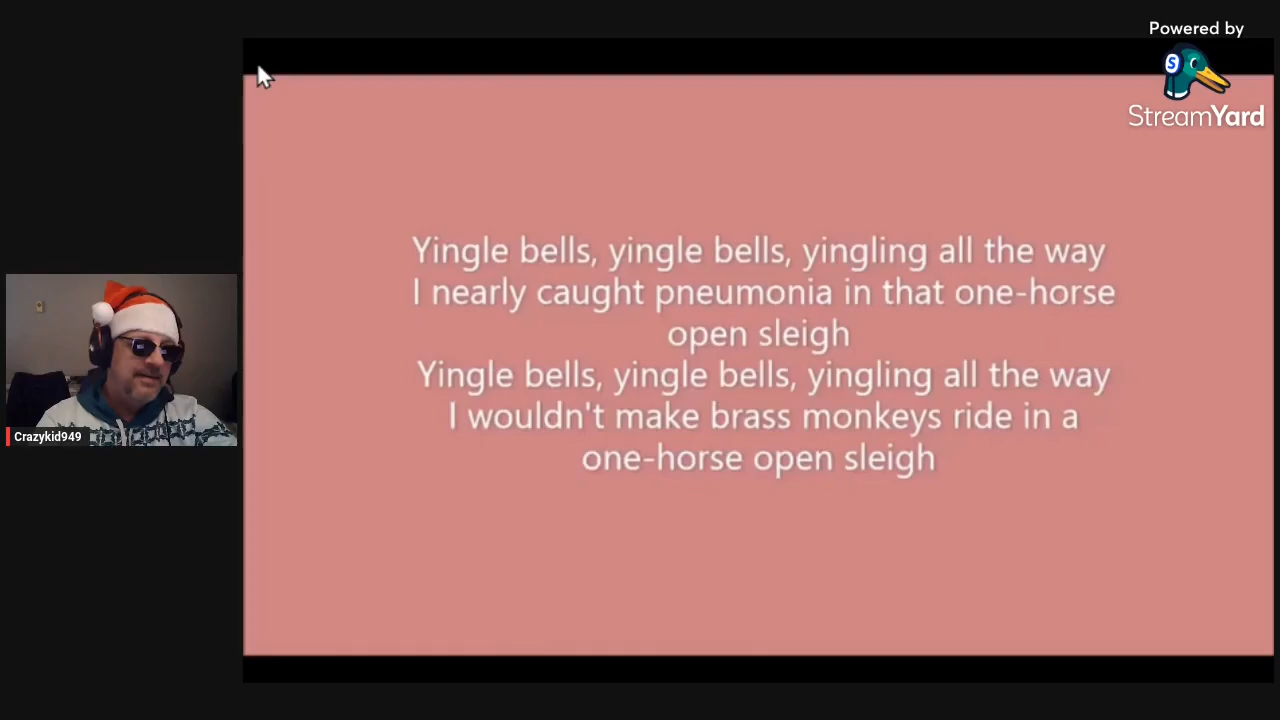 Powered by
S
StreamYard
Yingle bells, yingle bells, yingling all the way
I nearly caught pneumonia in that one-horse
open sleigh
Yingle bells, yingle bells, yingling all the way
I wouldn't make brass monkeys ride in a
one-horse open sleigh
Crazykid949